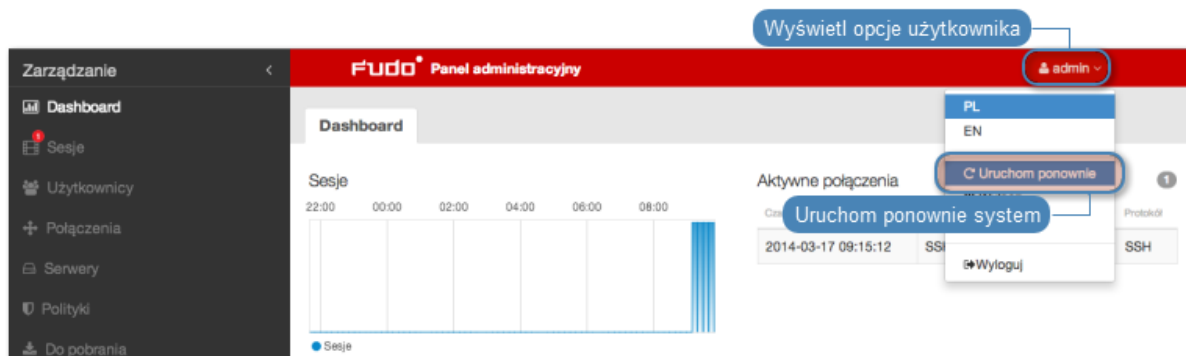 Wyświetl opcje użytkownika
Zarządzanie
FUDO Panel administracyjny
admin
Dashboard
Sesje
1
Użytkownicy
Połączenia
Serwery
Polityki
Do pobrania
Dashboard
PL
EN
Uruchom ponownie
Uruchom ponownie system
Wyloguj
Sesje
22:00 00:00 02:00 04:00 06:00 08:00
Sesje
Aktywne połączenia 1
Protokół
2014-03-17 09:15:12 SSH